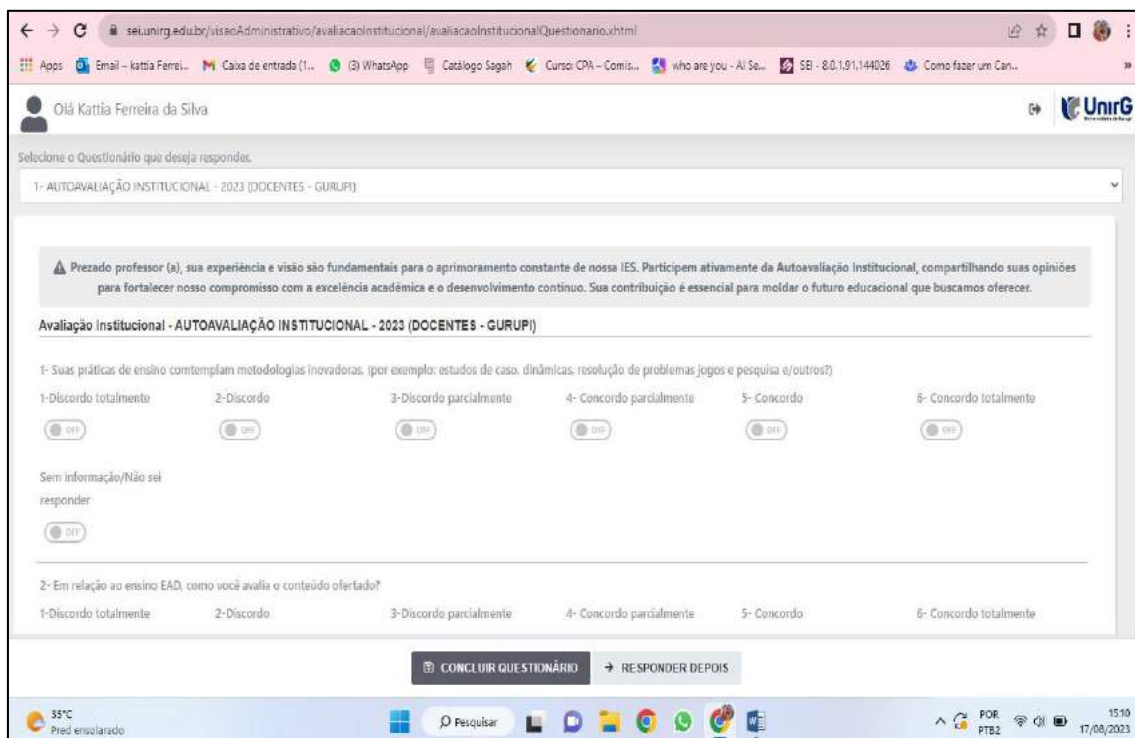 sei.unirg.edu.br/visaoAdministrativo/avaliacaoInstitucional/avaliacaoInstitucionalQuestionario.xhtml
Apps Email – kattia Ferrei... Caixa de entrada (1... (3) WhatsApp Catálogo Sagah Curso: CPA – Comis... who are you - AI Se... SEI - 8.0.1.91.144026 Como fazer um Can... »
Olá Kattia Ferreira da Silva
UnirG
Selecione o Questionário que deseja responder.
1- AUTOAVALIAÇÃO INSTITUCIONAL - 2023 (DOCENTES - GURUPI)
Prezado professor (a), sua experiência e visão são fundamentais para o aprimoramento constante de nossa IES. Participem ativamente da Autoavaliação Institucional, compartilhando suas opiniões
para fortalecer nosso compromisso com a excelência acadêmica e o desenvolvimento contínuo. Sua contribuição é essencial para moldar o futuro educacional que buscamos oferecer.
Avaliação Institucional - AUTOAVALIAÇÃO INSTITUCIONAL - 2023 (DOCENTES - GURUPI)
1- Suas práticas de ensino comtemplam metodologias inovadoras. (por exemplo: estudos de caso, dinâmicas, resolução de problemas jogos e pesquisa e/outros?)
1-Discordo totalmente 2-Discordo 3-Discordo parcialmente 4- Concordo parcialmente 5- Concordo 6- Concordo totalmente
OFF OFF OFF OFF OFF OFF
Sem informação/Não sei
responder
OFF
2- Em relação ao ensino EAD, como você avalia o conteúdo ofertado?
1-Discordo totalmente 2-Discordo 3-Discordo parcialmente 4- Concordo parcialmente 5- Concordo 6- Concordo totalmente
CONCLUIR QUESTIONÁRIO → RESPONDER DEPOIS
35°C
Pred ensolarado
Pesquisar
POR
PTB2
15:10
17/08/2023